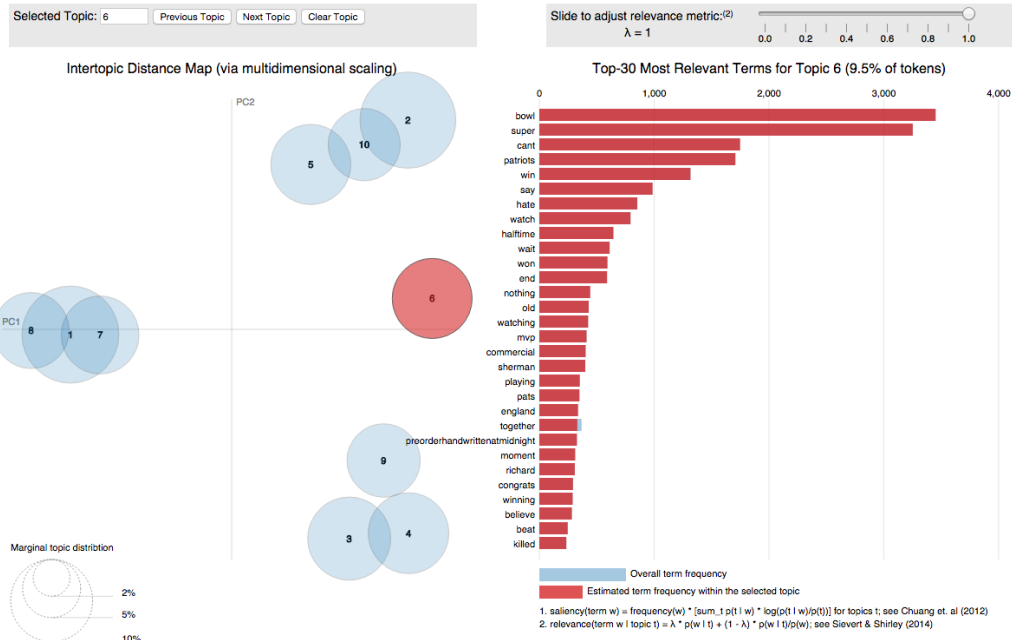 Selected Topic: 6 Previous Topic Next Topic Clear Topic
Slide to adjust relevance metric:(2)
λ = 1
0.0 0.2 0.4 0.6 0.8 1.0
Intertopic Distance Map (via multidimensional scaling)
PC2
2
10
5
6
PC1
8 1 7
9
3 4
Marginal topic distribtion
2%
5%
10%
Top-30 Most Relevant Terms for Topic 6 (9.5% of tokens)
0 1,000 2,000 3,000 4,000
bowl
super
cant
patriots
win
say
hate
watch
halftime
wait
won
end
nothing
old
watching
mvp
commercial
sherman
playing
pats
england
together
preorderhandwrittenatmidnight
moment
richard
congrats
winning
believe
beat
killed
Overall term frequency
Estimated term frequency within the selected topic
1. saliency(term w) = frequency(w) * [sum_t p(t | w) * log(p(t | w)/p(t))] for topics t; see Chuang et. al (2012)
2. relevance(term w | topic t) = λ * p(w | t) + (1 - λ) * p(w | t)/p(w); see Sievert & Shirley (2014)